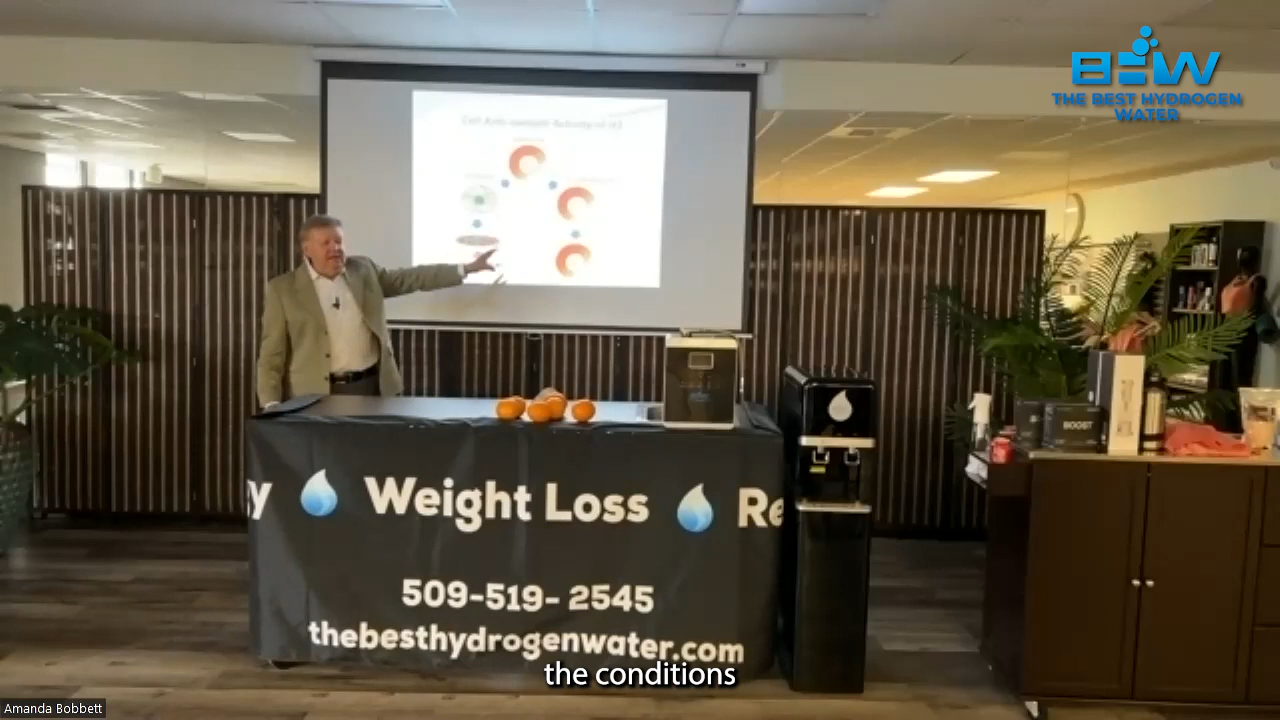 BHW
THE BEST HYDROGEN
WATER
BOOST
y Weight Loss Re
509-519- 2545
thebesthydrogenwater.com
the conditions
Amanda Bobbett